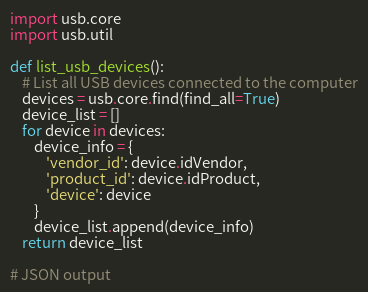 import usb.core
import usb.util

def list_usb_devices():
    # List all USB devices connected to the computer
    devices = usb.core.find(find_all=True)
    device_list = []
    for device in devices:
        device_info = {
            'vendor_id': device.idVendor,
            'product_id': device.idProduct,
            'device': device
        }
        device_list.append(device_info)
    return device_list

# JSON output